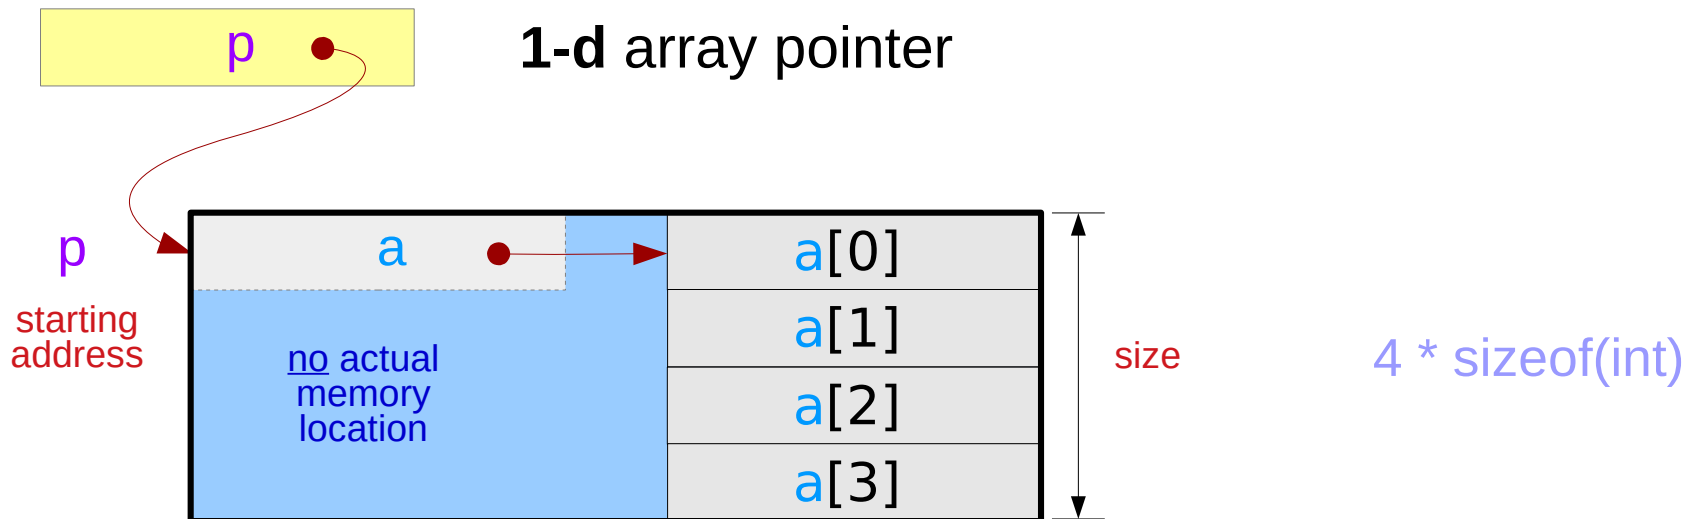 p
1-d array pointer
p
a
a[0]
starting
address
a[1]
no actual
memory
location
size
4 * sizeof(int)
a[2]
a[3]